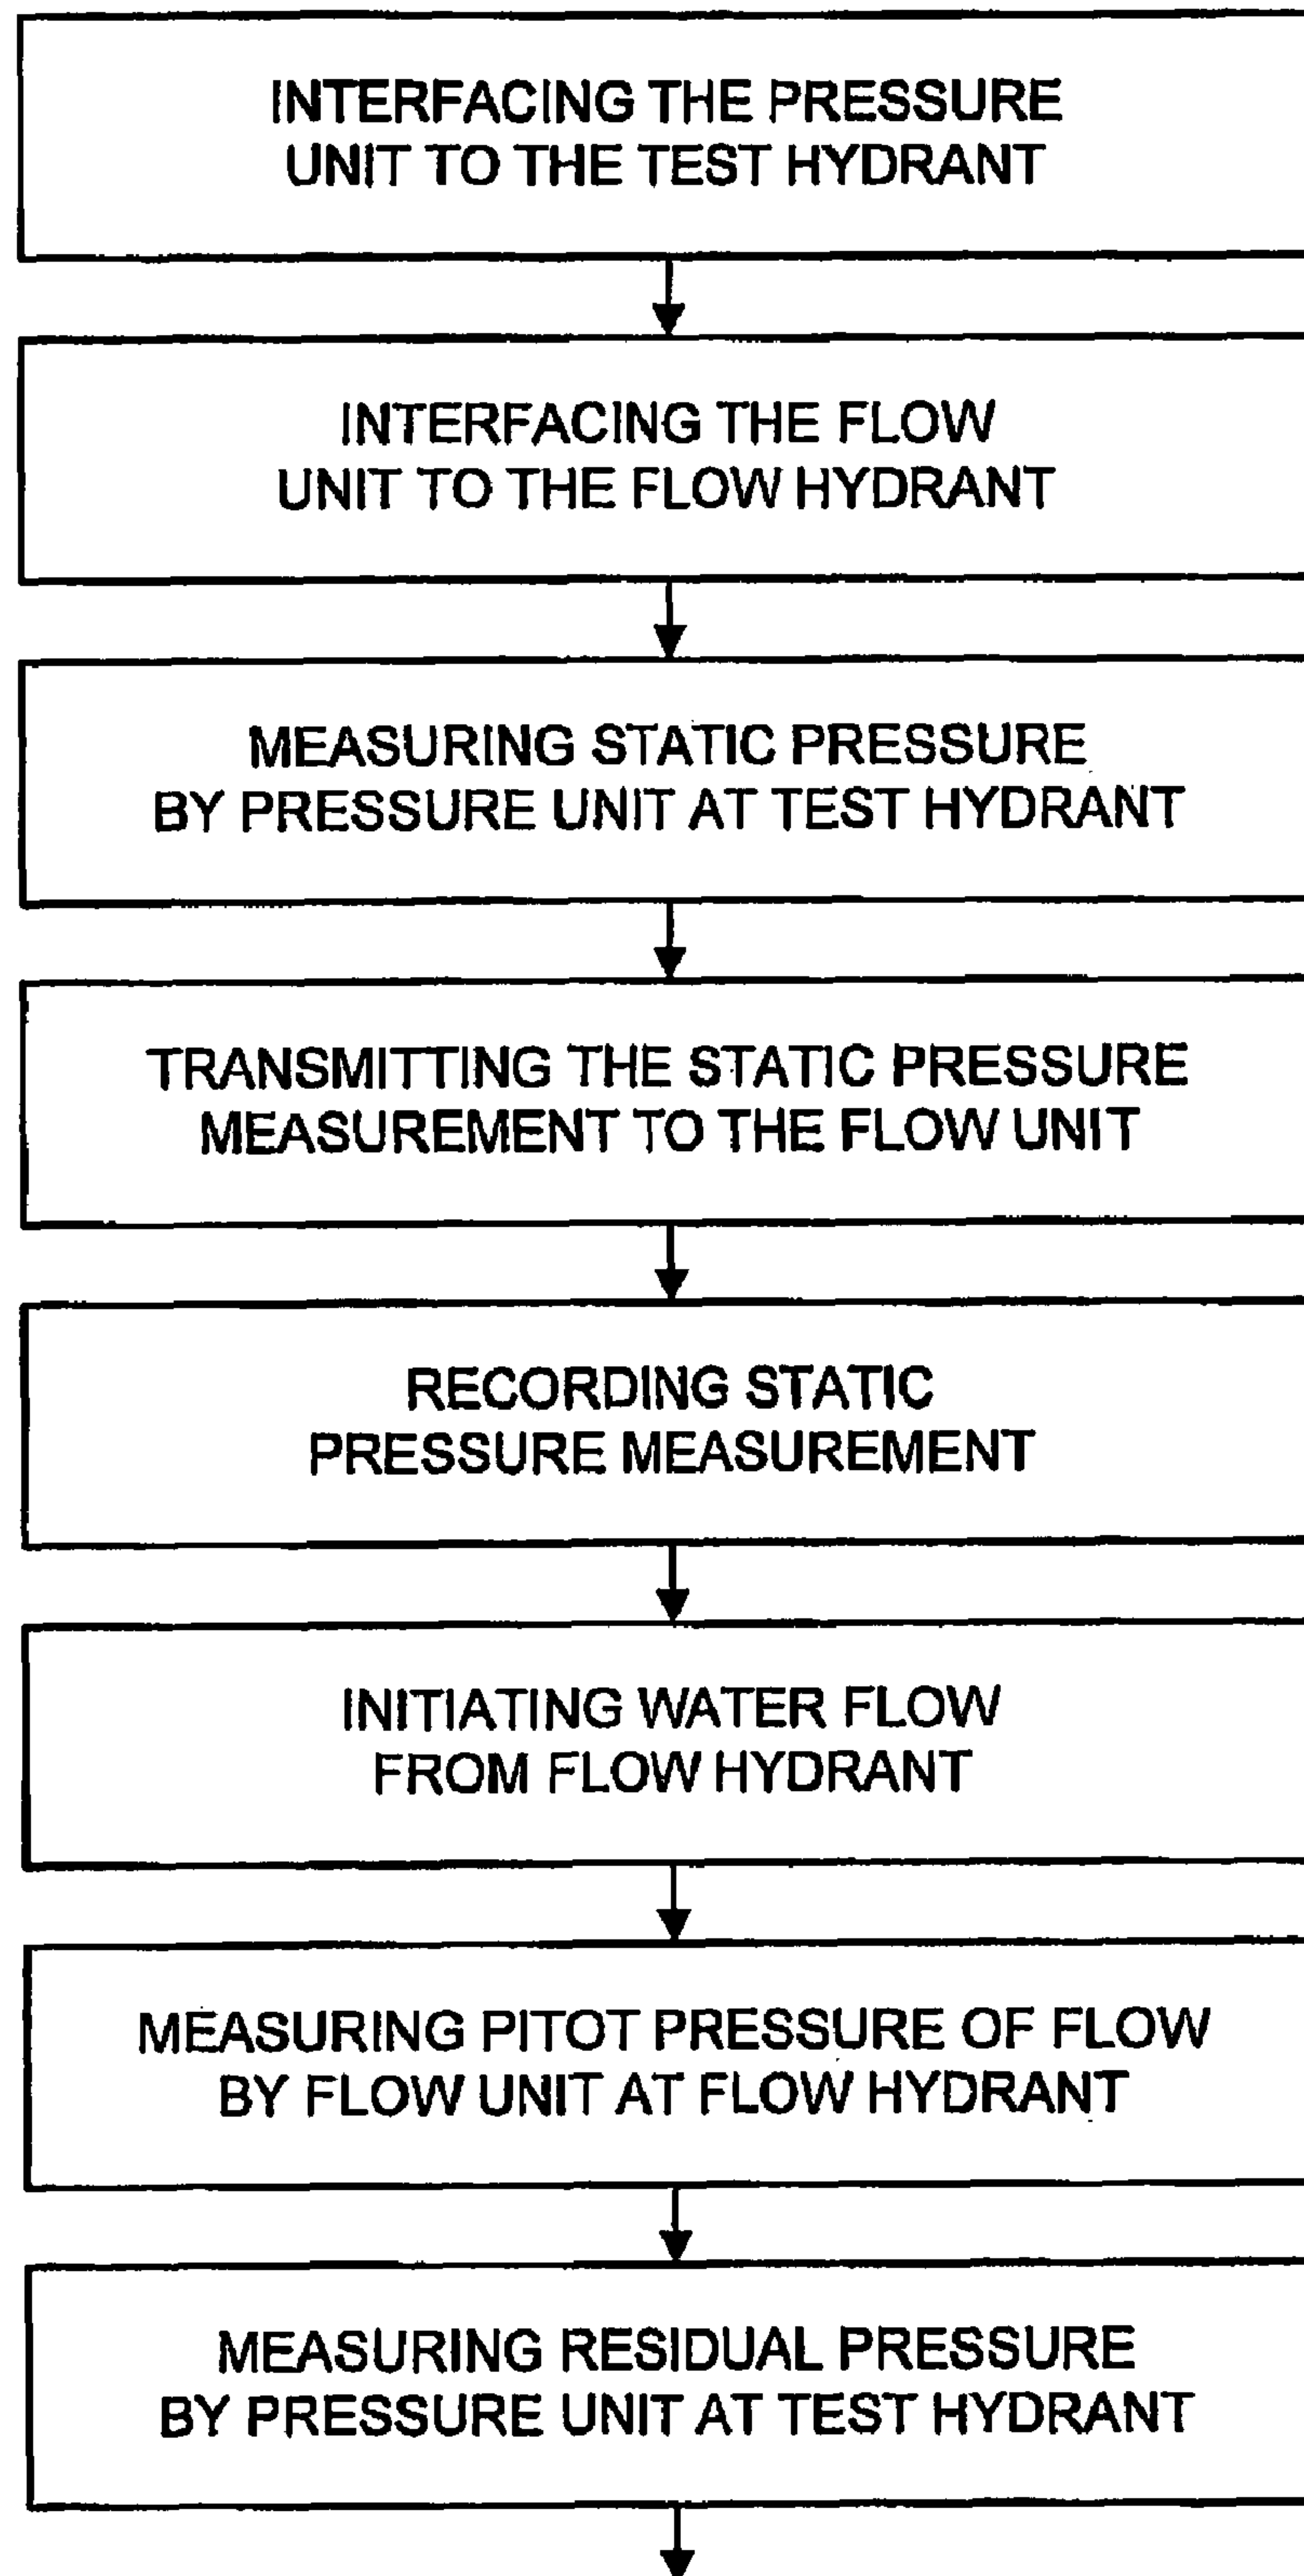 INTERFACING THE PRESSURE
UNIT TO THE TEST HYDRANT
INTERFACING THE FLOW
UNIT TO THE FLOW HYDRANT
MEASURING STATIC PRESSURE
BY PRESSURE UNIT AT TEST HYDRANT
TRANSMITTING THE STATIC PRESSURE
MEASUREMENT TO THE FLOW UNIT
RECORDING STATIC
PRESSURE MEASUREMENT
INITIATING WATER FLOW
FROM FLOW HYDRANT
MEASURING PITOT PRESSURE OF FLOW
BY FLOW UNIT AT FLOW HYDRANT
MEASURING RESIDUAL PRESSURE
BY PRESSURE UNIT AT TEST HYDRANT